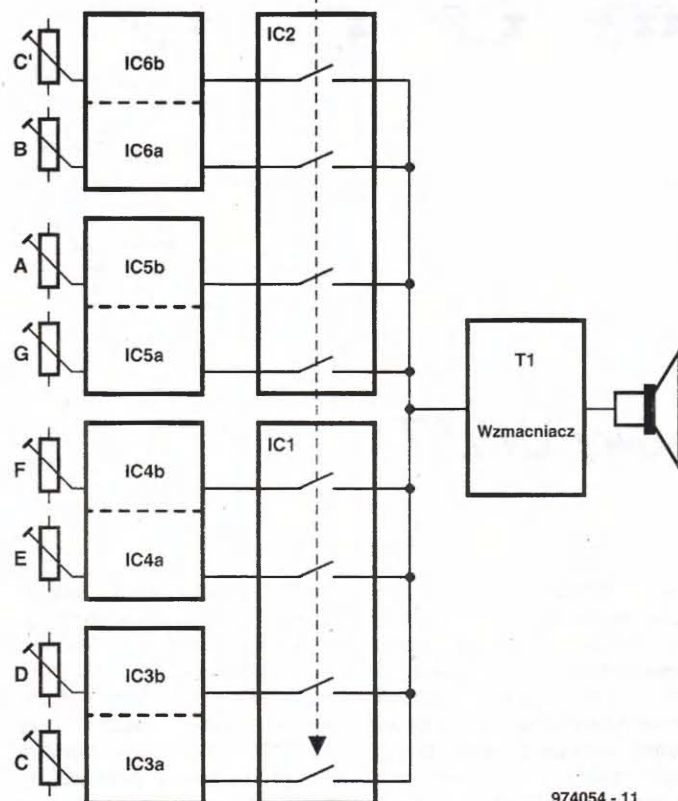 IC2
C'
IC6b
B
IC6a
A
IC5b
G
IC5a
T1
Wzmacniacz
IC1
F
IC4b
E
IC4a
D
IC3b
C
IC3a
974054 - 11